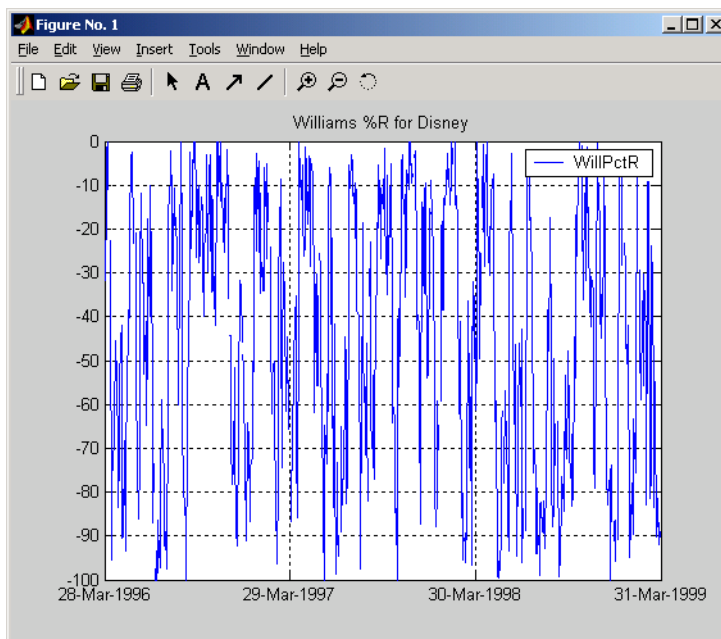 Figure No. 1
File Edit View Insert Tools Window Help
A
Williams %R for Disney
WillPctR
0
-10
-20
-30
-40
-50
-60
-70
-80
-90
-100
28-Mar-1996 29-Mar-1997 30-Mar-1998 31-Mar-1999